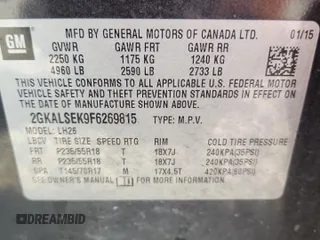 GM
MFD BY GENERAL MOTORS OF CANADA LTD. 01/15
GVWR GAWR FRT GAWR RR
2250 KG 1175 KG 1240 KG
4960 LB 2590 LB 2733 LB
THIS VEHICLE CONFORMS TO ALL APPLICABLE U.S. FEDERAL
MOTOR VEHICLE SAFETY, BUMPER, AND THEFT PREVENTION
STANDARDS IN EFFECT ON THE DATE OF MANUFACTURE SHOWN ABOVE.
2GKALSEK9F6269815 TYPE: M.P.V.
MODEL: LH26
TIRE SIZE SPEED RTG RIM COLD TIRE PRESSURE
FRT P235/55R18 T 18X7J 240KPA(35PSI)
RR P235/55R18 T 18X7J 240KPA(35PSI)
SPA T145/70R17 M 17X4.5T 420KPA(60PSI)
SEE OWNER'S MANUAL FOR ADDITIONAL INFORMATION.
DREAMBID